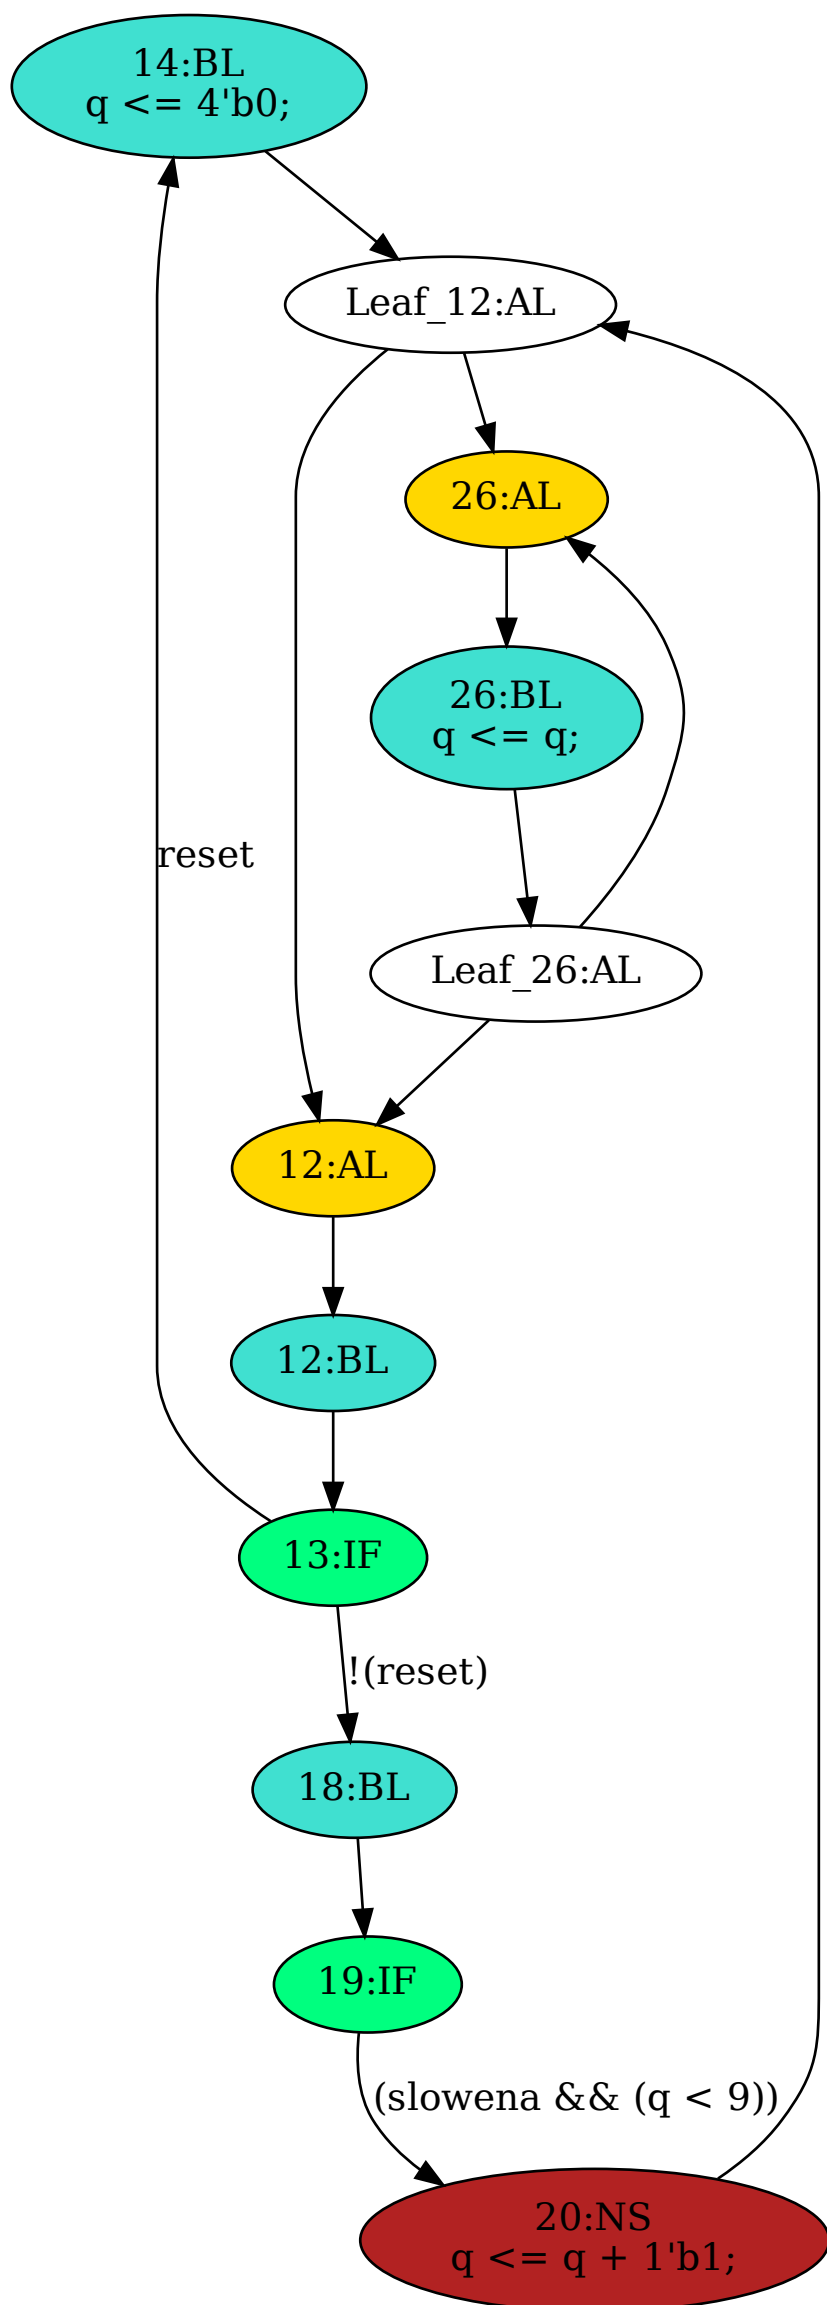 14:BL
q <= 4'b0;
Leaf_12:AL
26:AL
26:BL
q <= q;
reset
Leaf_26:AL
12:AL
12:BL
13:IF
!(reset)
18:BL
19:IF
(slowena && (q < 9))
20:NS
q <= q + 1'b1;